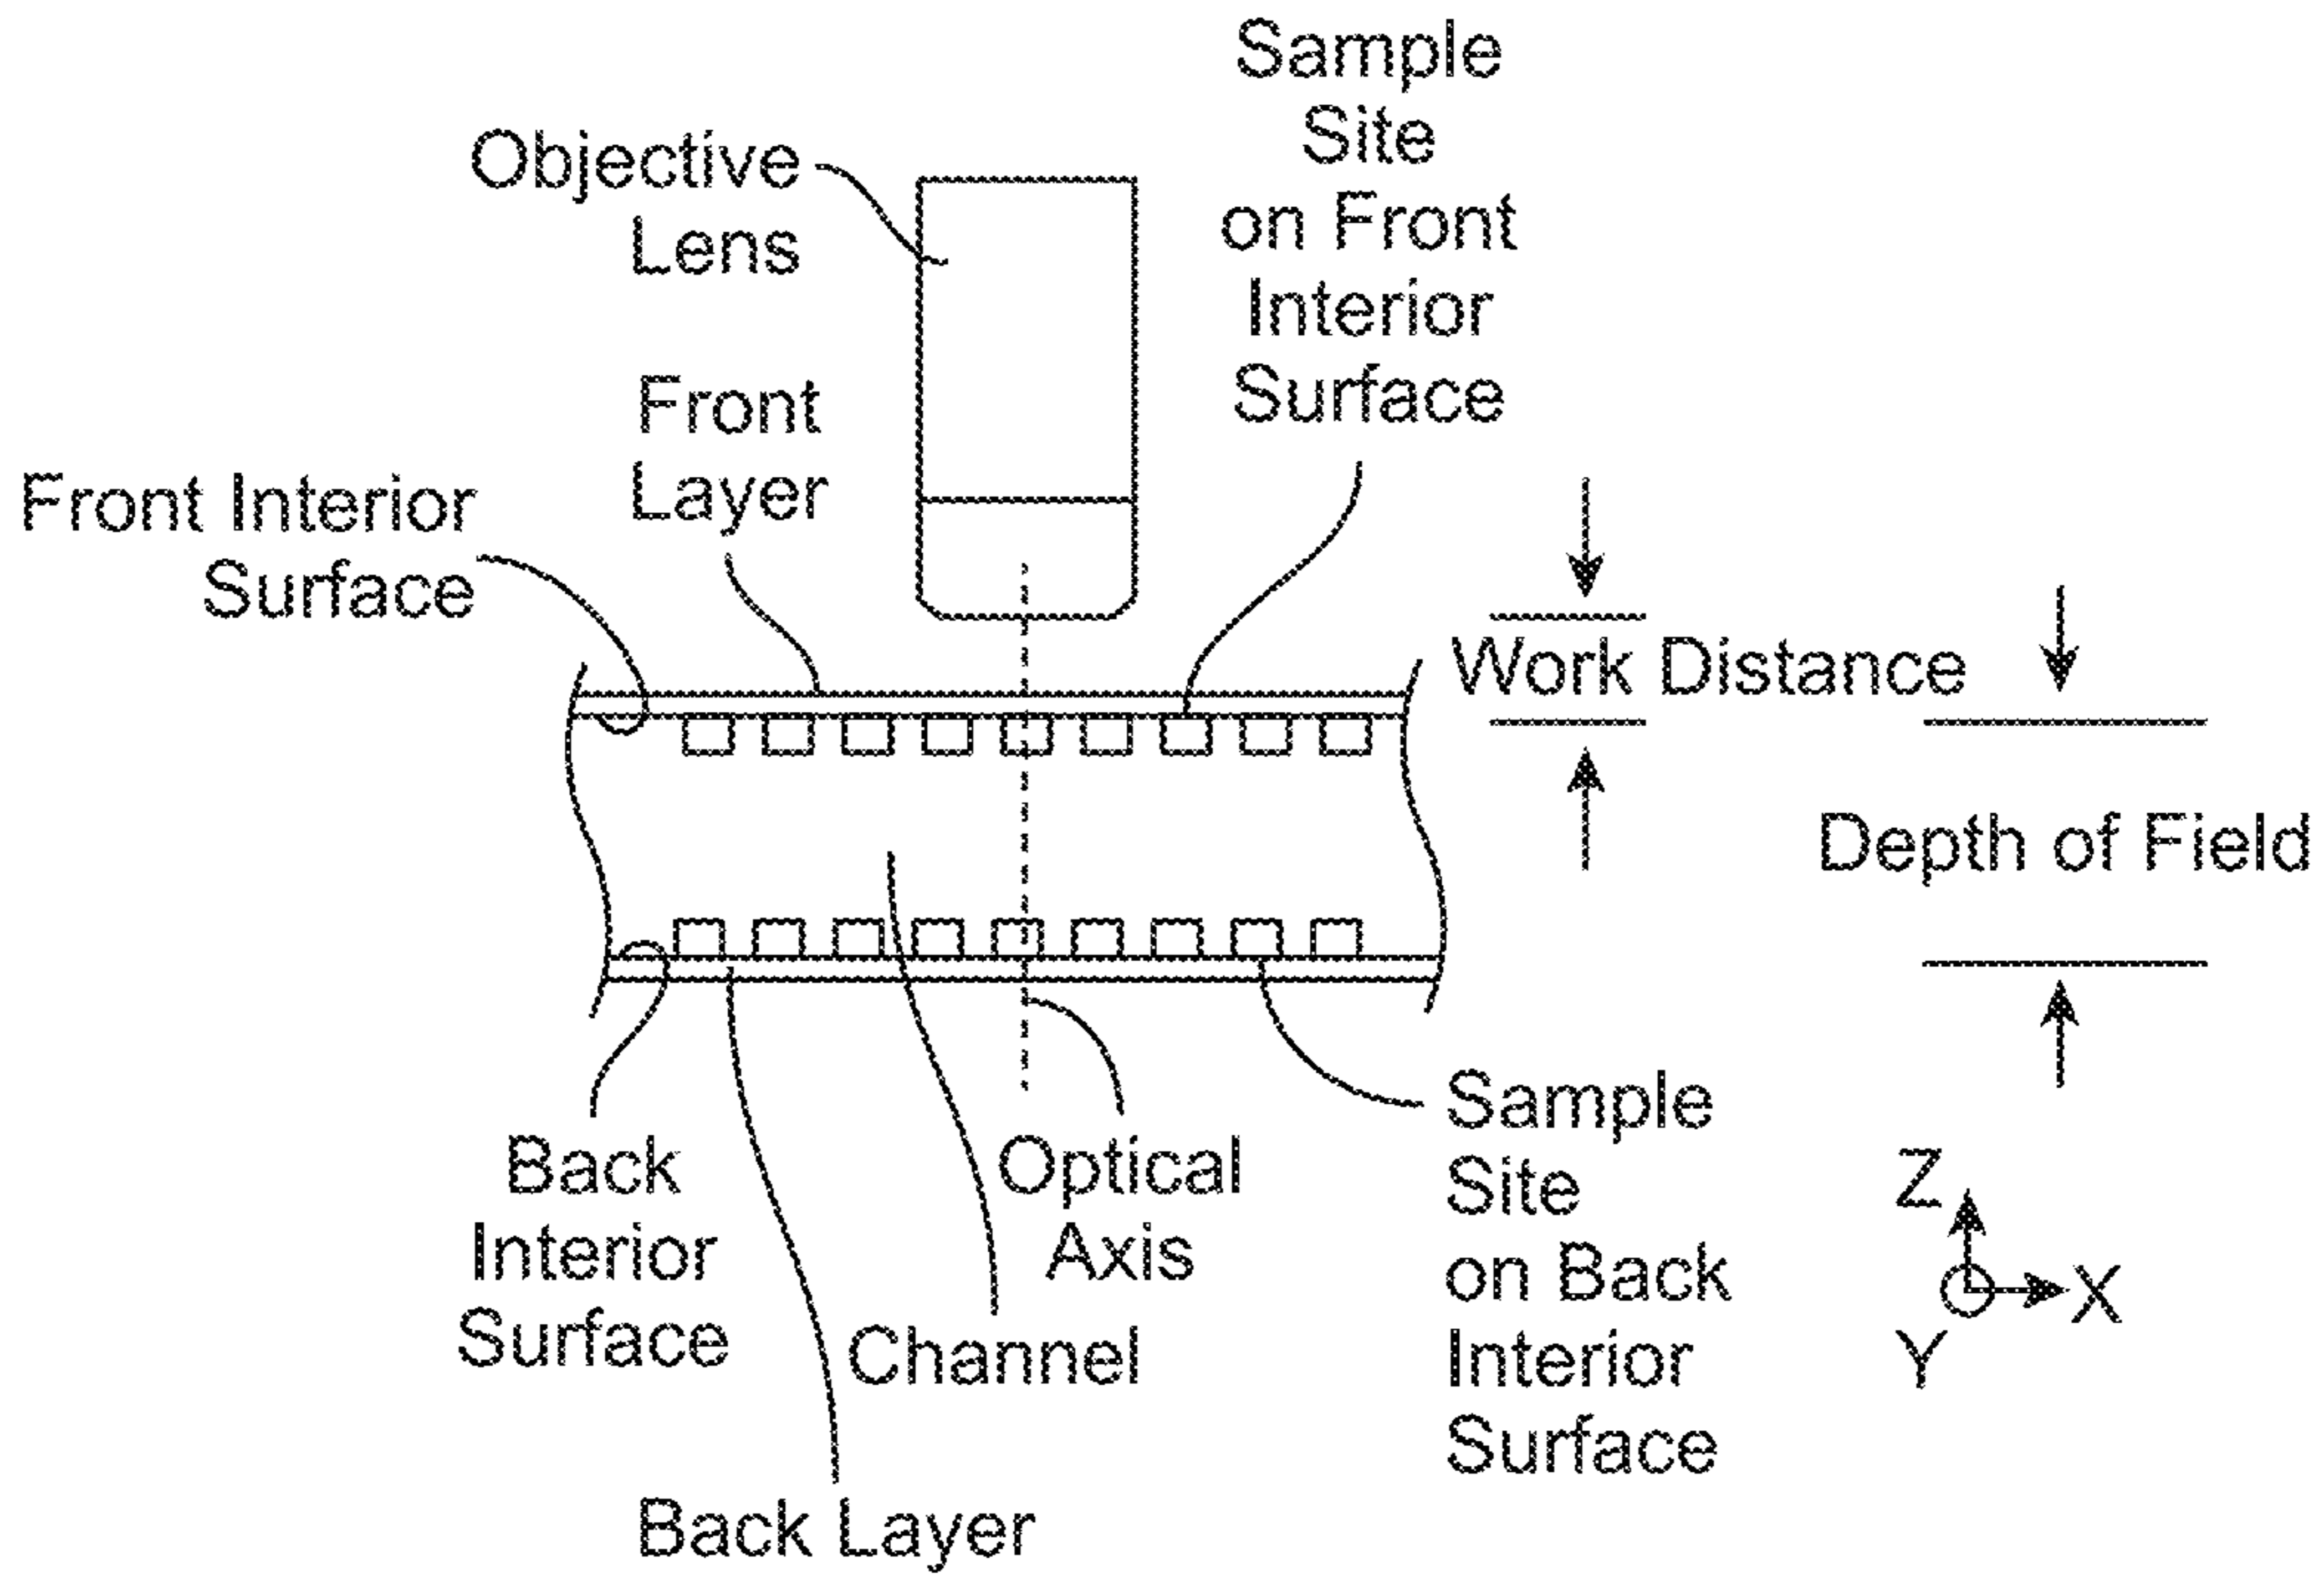 Sample
Site
on Front
Interior
Surface
Objective
Lens
Front
Layer
Front Interior
Surface
Work Distance
Depth of Field
Back
Interior
Surface
Optical
Axis
Channel
Back Layer
Sample
Site
on Back
Interior
Surface
Z
X
Y